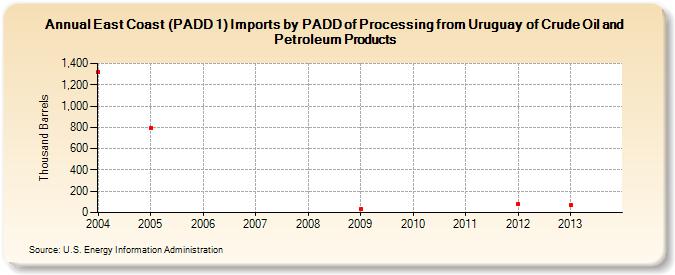 Annual East Coast (PADD 1) Imports by PADD of Processing from Uruguay of Crude Oil and
Petroleum Products
Thousand Barrels
1,400
1,200
1,000
800
600
400
200
0
2004 2005 2006 2007 2008 2009 2010 2011 2012 2013
Source: U.S. Energy Information Administration